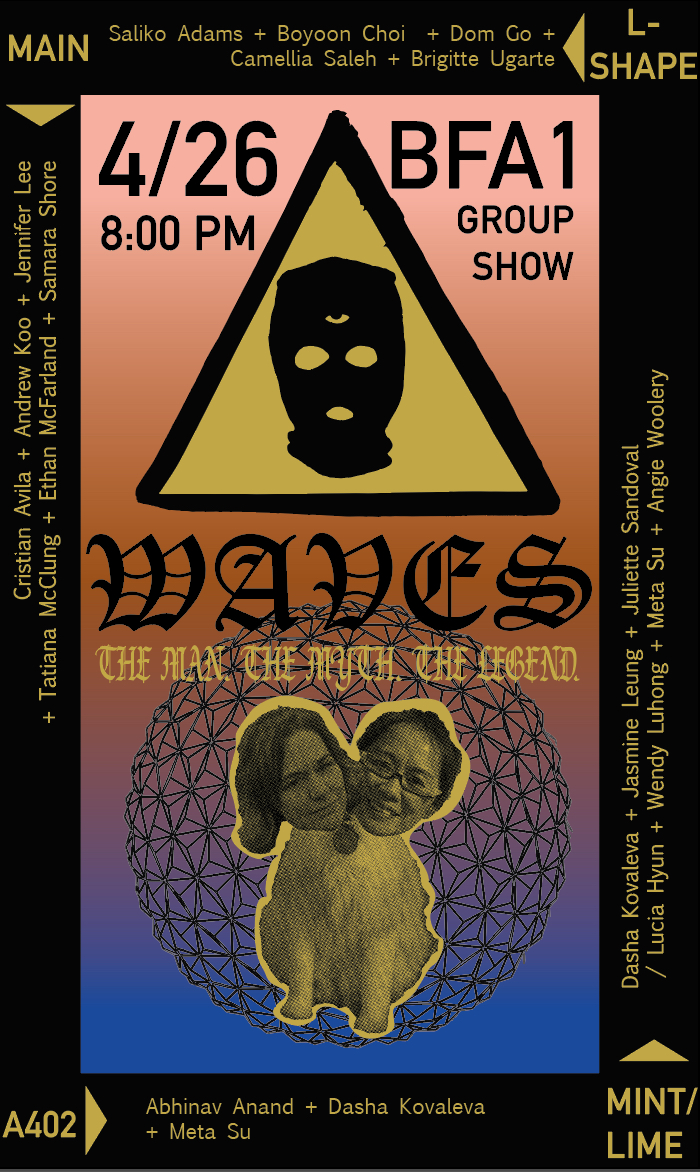 MAIN
Saliko Adams + Boyoon Choi + Dom Go +
Camellia Saleh + Brigitte Ugarte
L-
SHAPE
Cristian Avila + Andrew Koo + Jennifer Lee
+ Tatiana McClung + Ethan McFarland + Samara Shore
4/26
8:00 PM
BFA1
GROUP
SHOW
WAVES
THE MAN. THE MYTH. THE LEGEND.
Dasha Kovaleva + Jasmine Leung + Juliette Sandoval
/ Lucia Hyun + Wendy Luhong + Meta Su + Angie Woolery
A402
Abhinav Anand + Dasha Kovaleva
+ Meta Su
MINT/
LIME